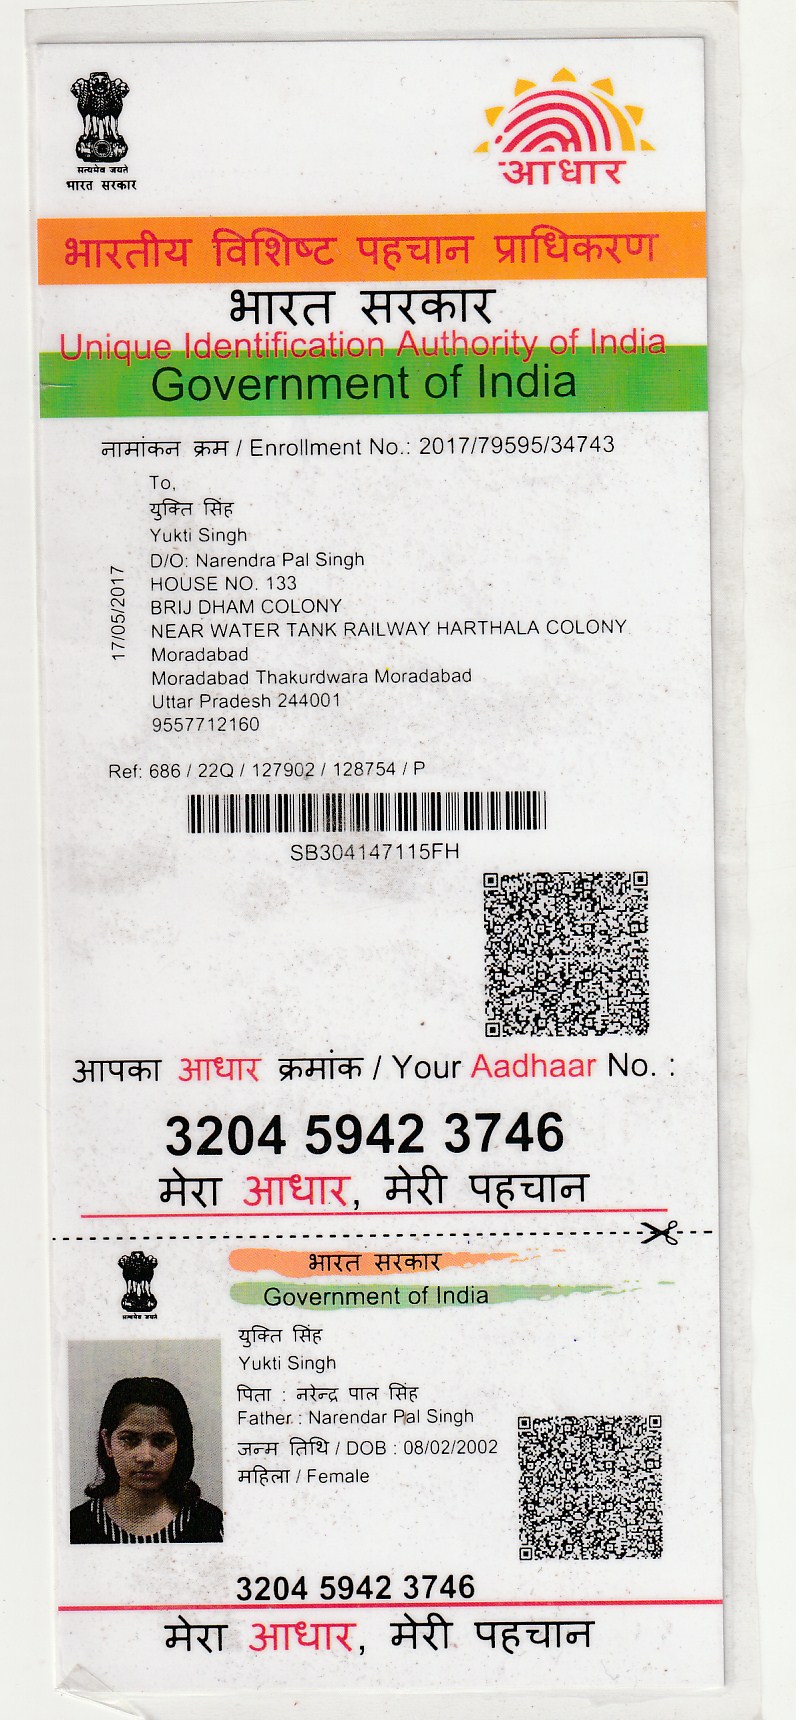 सत्यमेव जयते
भारत सरकार
आधार
भारतीय विशिष्ट पहचान प्राधिकरण
भारत सरकार
Unique Identification Authority of India
Government of India
नामांकन क्रम / Enrollment No.: 2017/79595/34743
To,
युक्ति सिंह
Yukti Singh
D/O: Narendra Pal Singh
HOUSE NO. 133
BRIJ DHAM COLONY
NEAR WATER TANK RAILWAY HARTHALA COLONY
Moradabad
Moradabad Thakurdwara Moradabad
Uttar Pradesh 244001
9557712160
17/05/2017
Ref: 686 / 22Q / 127902 / 128754 / P
SB304147115FH
आपका आधार क्रमांक / Your Aadhaar No. :
3204 5942 3746
मेरा आधार, मेरी पहचान
भारत सरकार
Government of India
सत्यमेव जयते
युक्ति सिंह
Yukti Singh
पिता : नरेन्द्र पाल सिंह
Father : Narendar Pal Singh
जन्म तिथि / DOB : 08/02/2002
महिला / Female
3204 5942 3746
मेरा आधार, मेरी पहचान